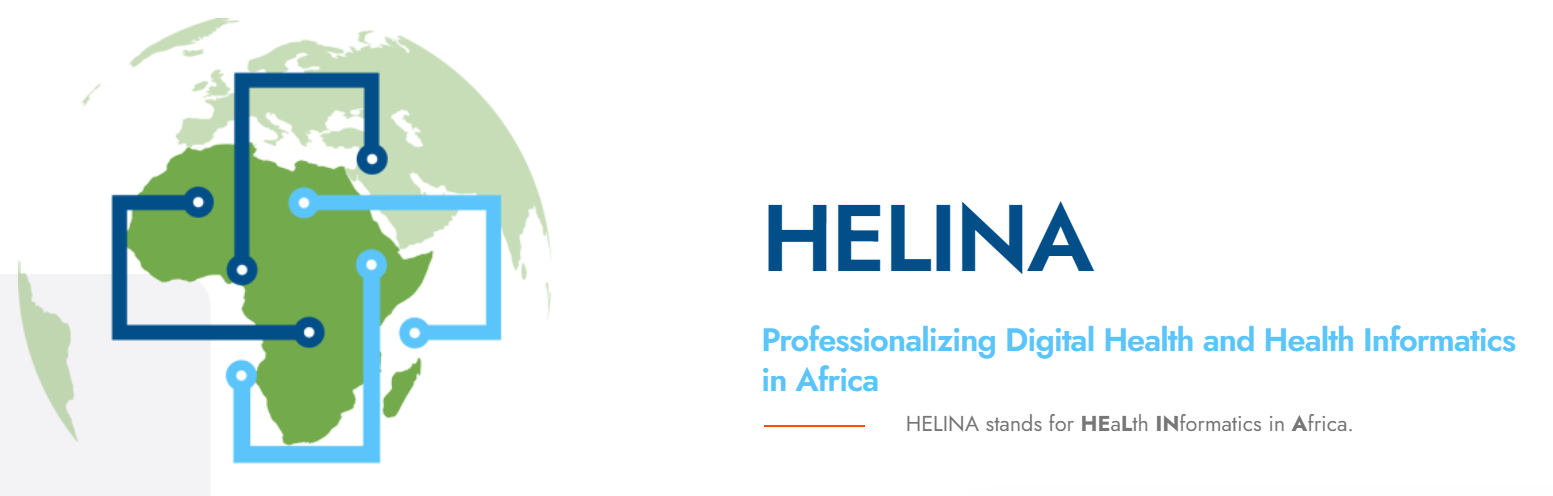 HELINA
Professionalizing Digital Health and Health Informatics
in Africa
HELINA stands for HEaLth INformatics in Africa.